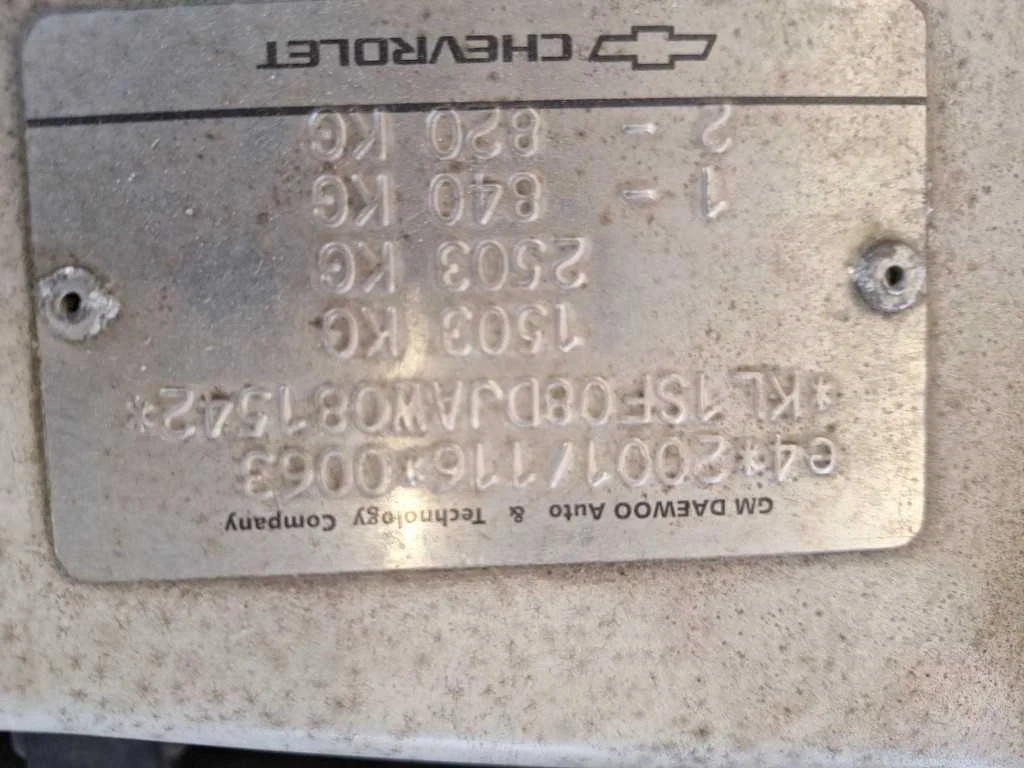 GM DAEWOO Auto & Technology Company
e4*2001/116*0063
*KL1SF08DJAW081542*
1503 KG
2503 KG
1 - 840 KG
2 - 820 KG
CHEVROLET